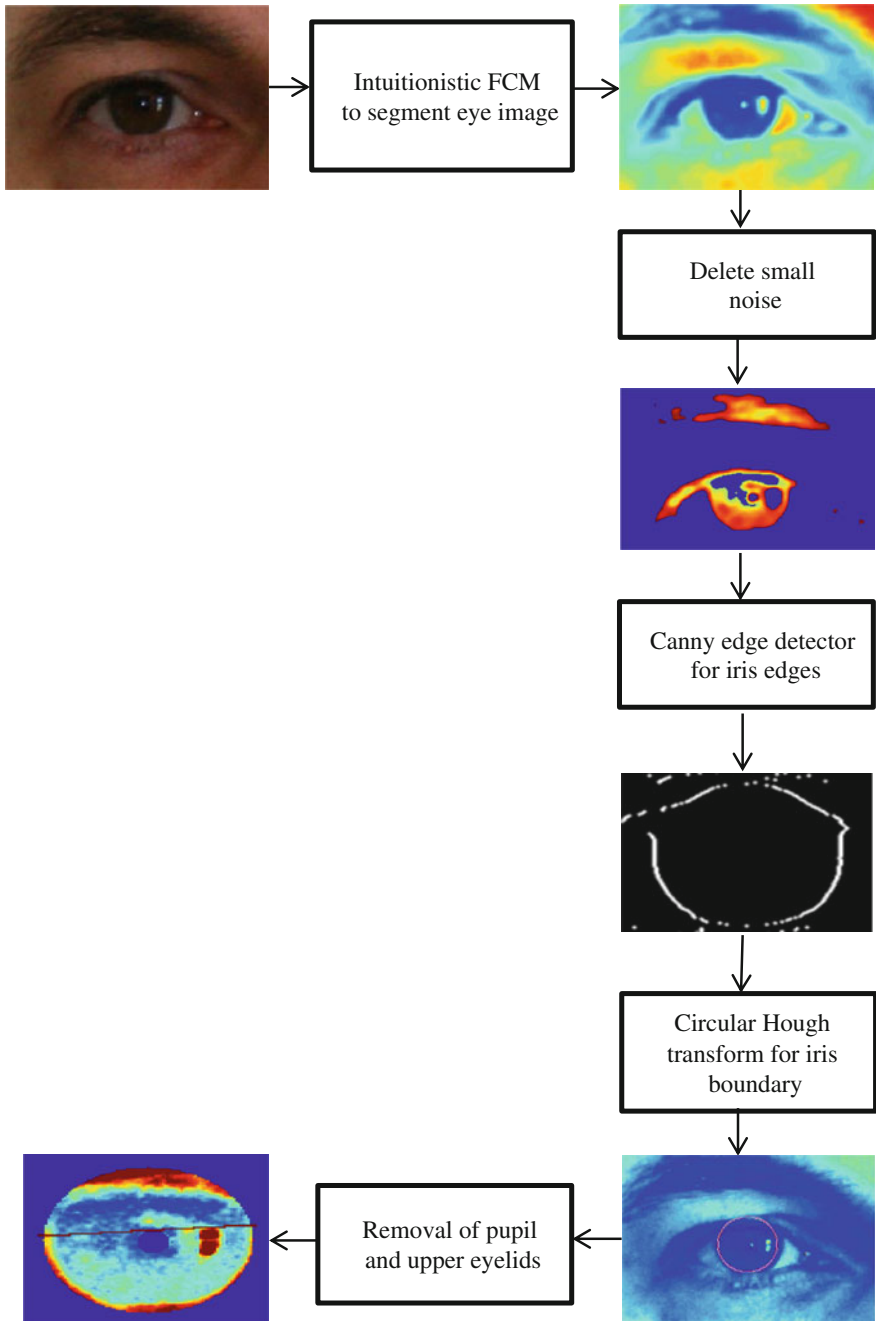 Intuitionistic FCM
to segment eye image
Delete small
noise
Canny edge detector
for iris edges
Circular Hough
transform for iris
boundary
Removal of pupil
and upper eyelids